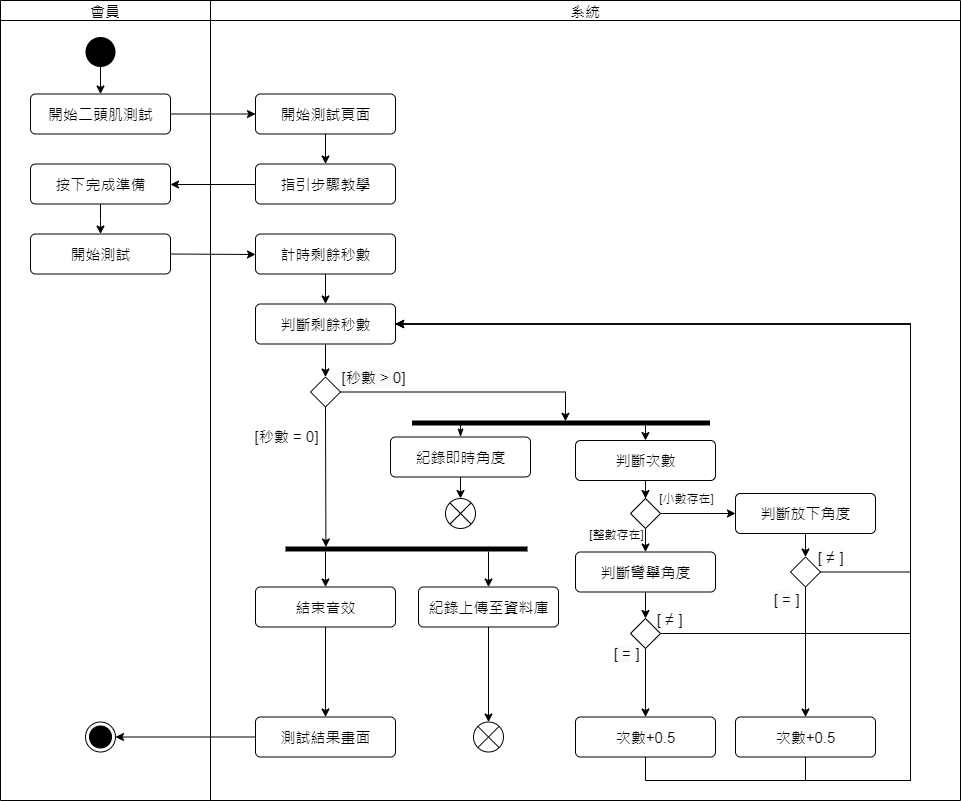 會員
系統
開始二頭肌測試
開始測試頁面
按下完成準備
指引步驟教學
開始測試
計時剩餘秒數
判斷剩餘秒數
[秒數 > 0]
[秒數 = 0]
紀錄即時角度
判斷次數
[小數存在]
判斷放下角度
[整數存在]
判斷彎舉角度
[ ≠ ]
[ = ]
結束音效
紀錄上傳至資料庫
[ ≠ ]
[ = ]
測試結果畫面
次數+0.5
次數+0.5